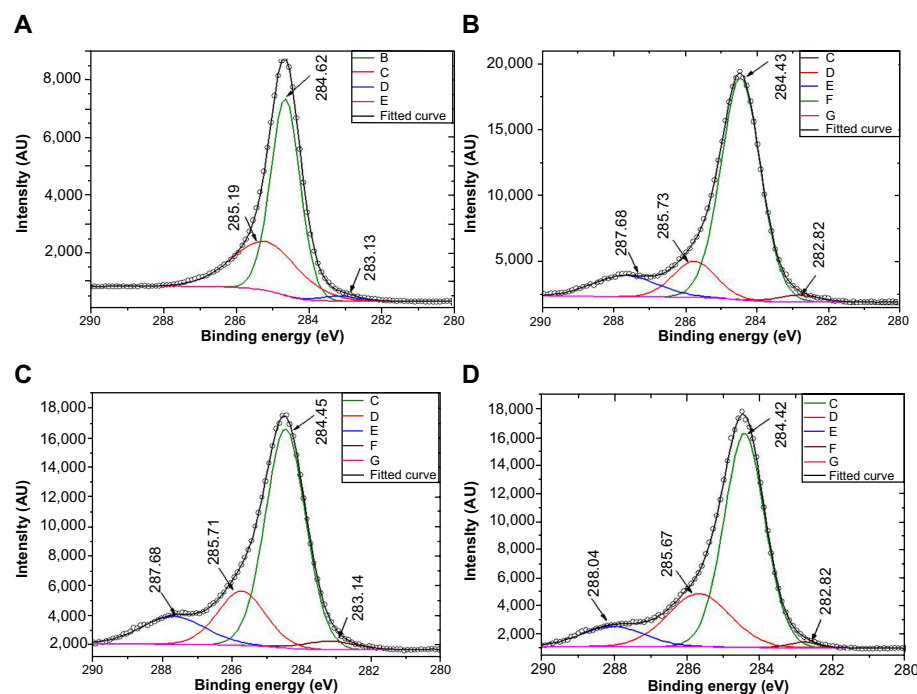 A
8,000
6,000
4,000
2,000
Intensity (AU)
290 288 286 284 282 280
Binding energy (eV)
285.19
284.62
283.13
B
C
D
E
Fitted curve
B
20,000
15,000
10,000
5,000
Intensity (AU)
290 288 286 284 282 280
Binding energy (eV)
287.68
285.73
284.43
282.82
C
D
E
F
G
Fitted curve
C
18,000
16,000
14,000
12,000
10,000
8,000
6,000
4,000
2,000
Intensity (AU)
290 288 286 284 282 280
Binding energy (eV)
287.68
285.71
284.45
283.14
C
D
E
F
G
Fitted curve
D
18,000
16,000
14,000
12,000
10,000
8,000
6,000
4,000
2,000
Intensity (AU)
290 288 286 284 282 280
Binding energy (eV)
288.04
285.67
284.42
282.82
C
D
E
F
G
Fitted curve